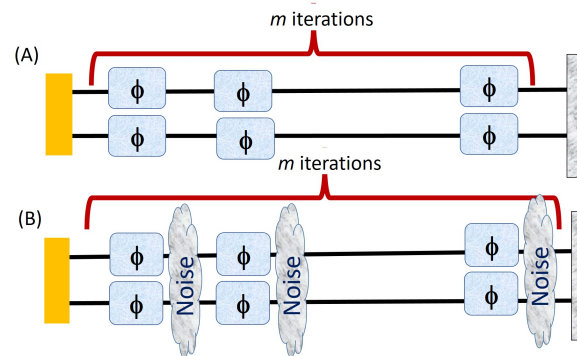 m iterations
(A)
ϕ ϕ ϕ
ϕ ϕ ϕ
m iterations
(B)
ϕ Noise ϕ Noise ϕ Noise
ϕ ϕ ϕ